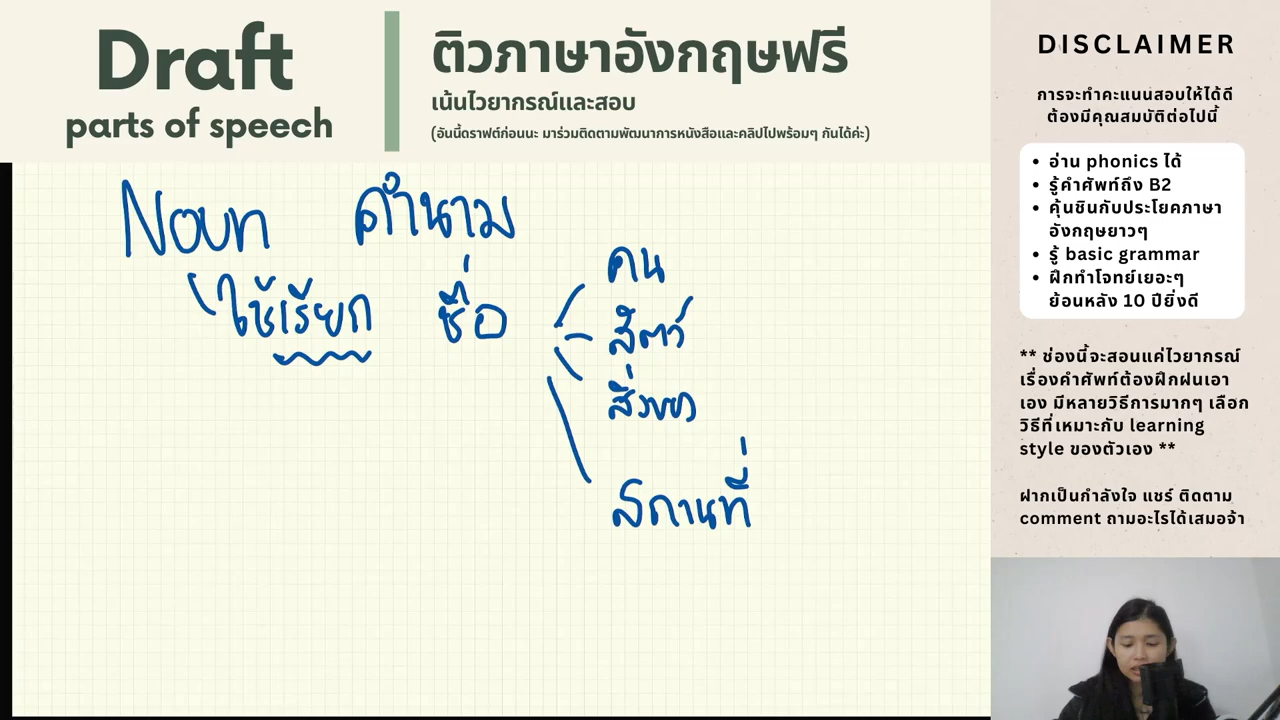 Draft
parts of speech
ติวภาษาอังกฤษฟรี
เน้นไวยากรณ์และสอบ
(อันนี้ดราฟต์ก่อนนะ มาร่วมติดตามพัฒนาการหนังสือและคลิปไปพร้อมๆ กันได้ค่ะ)
Noun คำนาม
ใช้เรียก ชื่อ
คน
สัตว์
สิ่งของ
สถานที่
DISCLAIMER
การจะทำคะแนนสอบให้ได้ดี
ต้องมีคุณสมบัติต่อไปนี้
• อ่าน phonics ได้
• รู้คำศัพท์ถึง B2
• คุ้นชินกับประโยคภาษา
อังกฤษยาวๆ
• รู้ basic grammar
• ฝึกทำโจทย์เยอะๆ
ย้อนหลัง 10 ปียิ่งดี
** ช่องนี้จะสอนแค่ไวยากรณ์
เรื่องคำศัพท์ต้องฝึกฝนเอา
เอง มีหลายวิธีการมากๆ เลือก
วิธีที่เหมาะกับ learning
style ของตัวเอง **
ฝากเป็นกำลังใจ แชร์ ติดตาม
comment ถามอะไรได้เสมอจ้า